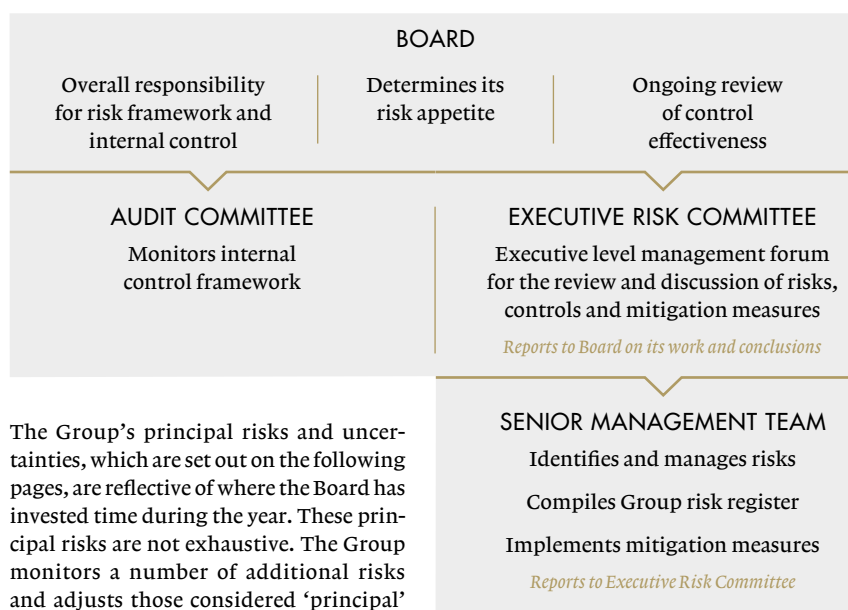 BOARD
Overall responsibility
for risk framework and
internal control
Determines its
risk appetite
Ongoing review
of control
effectiveness
AUDIT COMMITTEE
Monitors internal
control framework
EXECUTIVE RISK COMMITTEE
Executive level management forum
for the review and discussion of risks,
controls and mitigation measures
Reports to Board on its work and conclusions
SENIOR MANAGEMENT TEAM
Identifies and manages risks
Compiles Group risk register
Implements mitigation measures
Reports to Executive Risk Committee
The Group’s principal risks and uncer-
tainties, which are set out on the following
pages, are reflective of where the Board has
invested time during the year. These prin-
cipal risks are not exhaustive. The Group
monitors a number of additional risks
and adjusts those considered ‘principal’